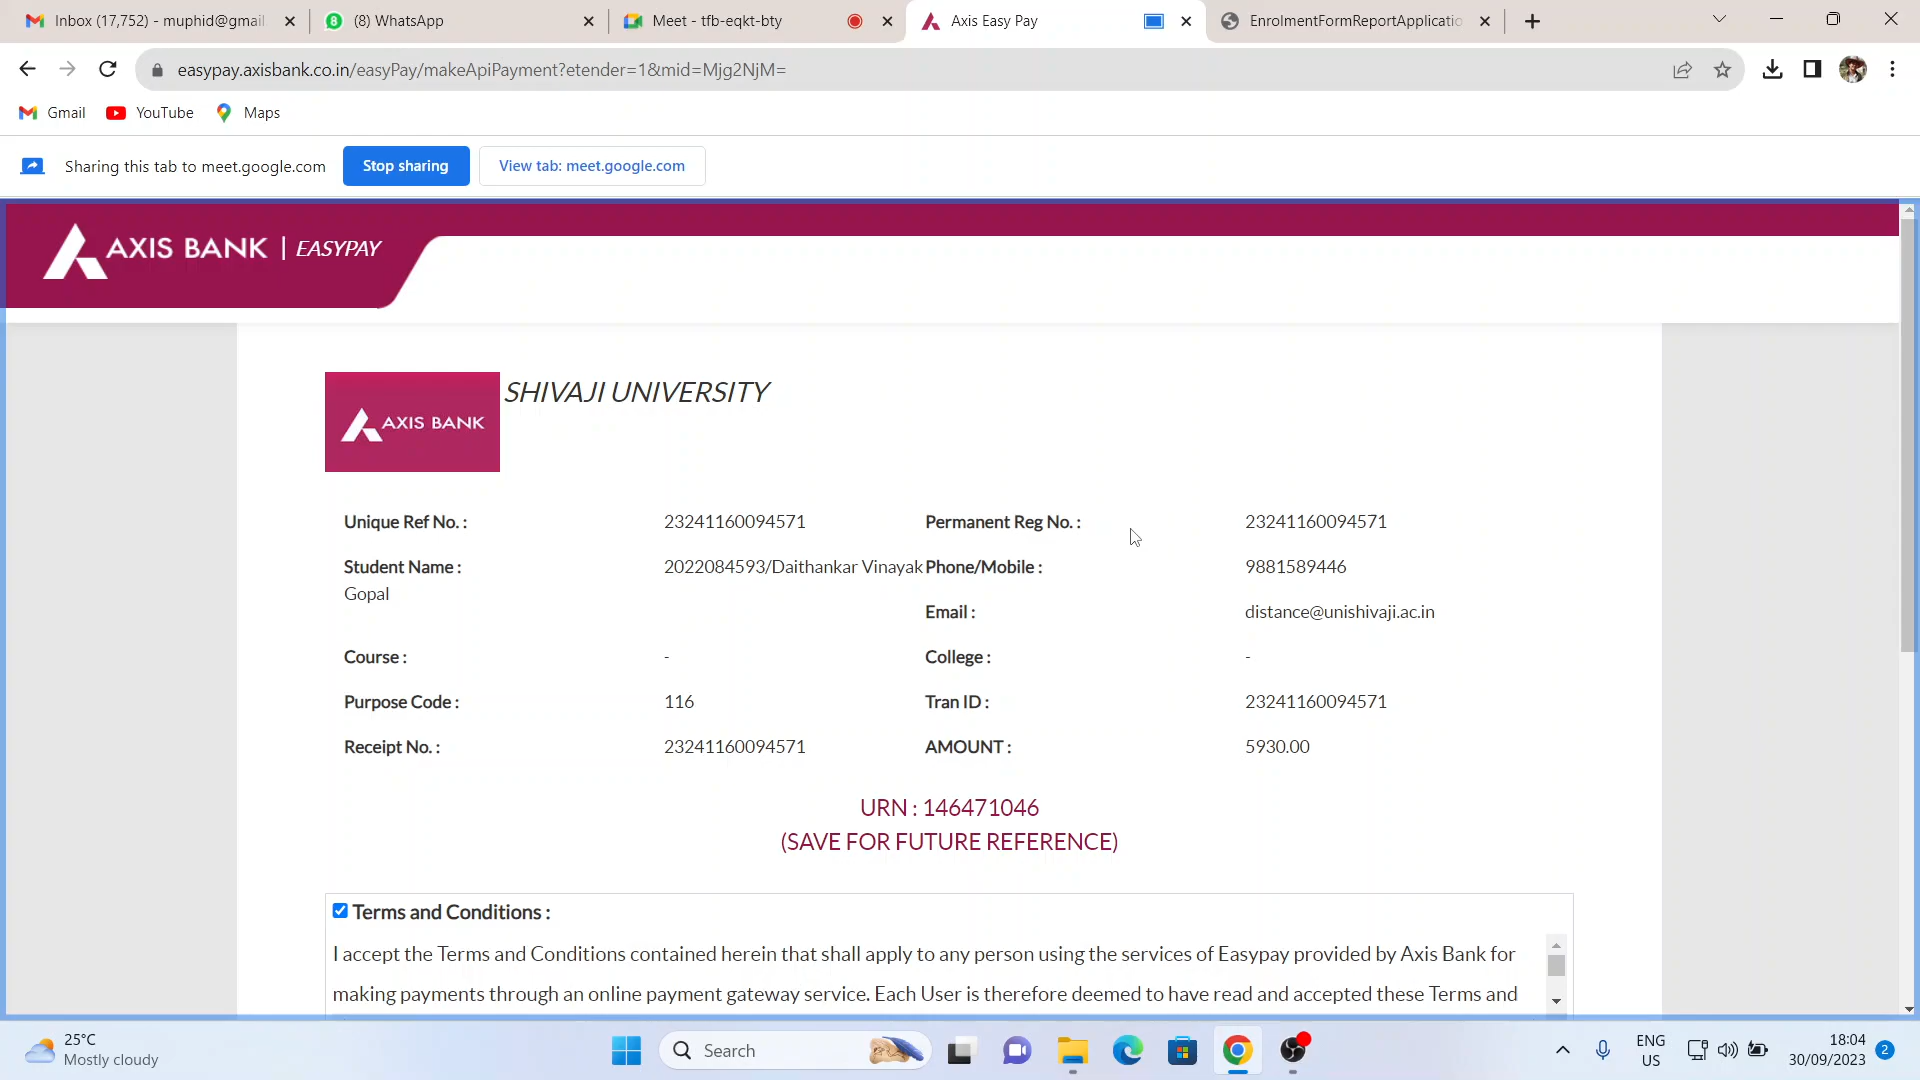 Inbox (17,752) - muphid@gmail
(8) WhatsApp
Meet - tfb-eqkt-bty
Axis Easy Pay
EnrolmentFormReportApplicatio
easypay.axisbank.co.in/easyPay/makeApiPayment?etender=1&mid=Mjg2NjM=
Gmail YouTube Maps
Sharing this tab to meet.google.com Stop sharing View tab: meet.google.com
AXIS BANK | EASYPAY
AXIS BANK
SHIVAJI UNIVERSITY
Unique Ref No. : 23241160094571 Permanent Reg No. : 23241160094571
Student Name : 2022084593/Daithankar Vinayak Phone/Mobile : 9881589446
Gopal
Email : distance@unishivaji.ac.in
Course : - College : -
Purpose Code : 116 Tran ID : 23241160094571
Receipt No. : 23241160094571 AMOUNT : 5930.00
URN : 146471046
(SAVE FOR FUTURE REFERENCE)
Terms and Conditions :
I accept the Terms and Conditions contained herein that shall apply to any person using the services of Easypay provided by Axis Bank for
making payments through an online payment gateway service. Each User is therefore deemed to have read and accepted these Terms and
25°C
Mostly cloudy
Search
ENG
US
18:04
30/09/2023
2